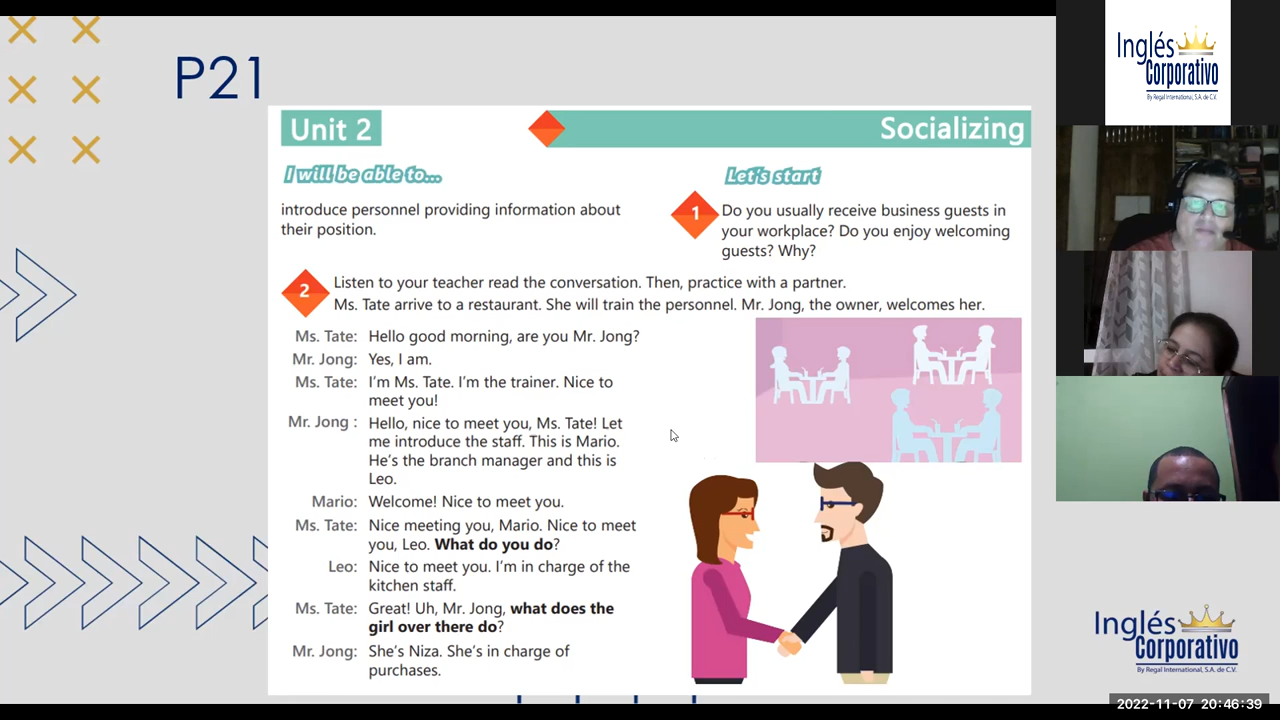 P21
Unit 2
Socializing
I will be able to...
introduce personnel providing information about
their position.
Let's start
1
Do you usually receive business guests in
your workplace? Do you enjoy welcoming
guests? Why?
2
Listen to your teacher read the conversation. Then, practice with a partner.
Ms. Tate arrive to a restaurant. She will train the personnel. Mr. Jong, the owner, welcomes her.
Ms. Tate: Hello good morning, are you Mr. Jong?
Mr. Jong: Yes, I am.
Ms. Tate: I'm Ms. Tate. I'm the trainer. Nice to
meet you!
Mr. Jong : Hello, nice to meet you, Ms. Tate! Let
me introduce the staff. This is Mario.
He's the branch manager and this is
Leo.
Mario: Welcome! Nice to meet you.
Ms. Tate: Nice meeting you, Mario. Nice to meet
you, Leo. What do you do?
Leo: Nice to meet you. I'm in charge of the
kitchen staff.
Ms. Tate: Great! Uh, Mr. Jong, what does the
girl over there do?
Mr. Jong: She's Niza. She's in charge of
purchases.
Inglés
Corporativo
By Regal International, S.A. de C.V.
Inglés
Corporativo
By Regal International, S.A. de C.V.
2022-11-07 20:46:39